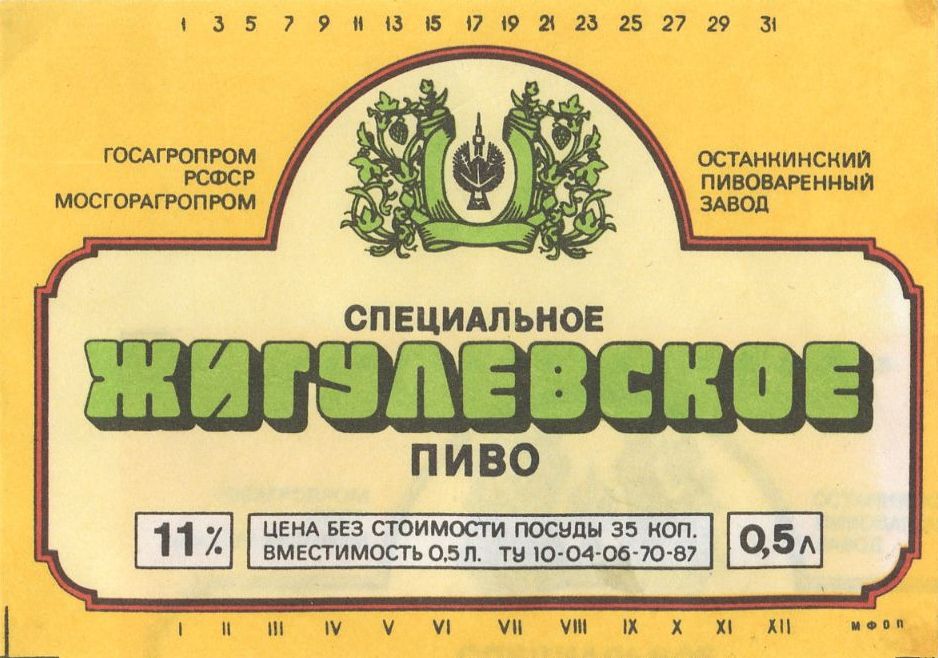 1 3 5 7 9 11 13 15 17 19 21 23 25 27 29 31
ГОСАГРОПРОМ
РСФСР
МОСГОРАГРОПРОМ
ОСТАНКИНСКИЙ
ПИВОВАРЕННЫЙ
ЗАВОД
СПЕЦИАЛЬНОЕ
ЖИГУЛЕВСКОЕ
ПИВО
11%
ЦЕНА БЕЗ СТОИМОСТИ ПОСУДЫ 35 КОП.
ВМЕСТИМОСТЬ 0,5 Л. ТУ 10-04-06-70-87
0,5 л
I II III IV V VI VII VIII IX X XI XII
МФОП